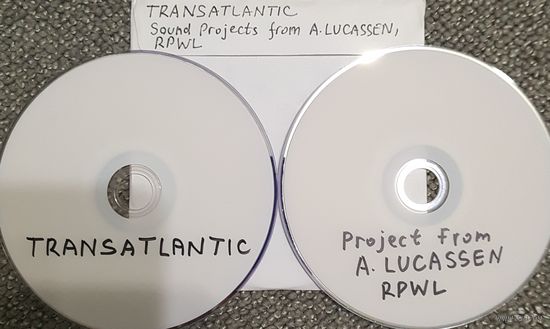 TRANSATLANTIC
Sound Projects from A.LUCASSEN,
RPWL
TRANSATLANTIC
Project from
A. LUCASSEN
RPWL